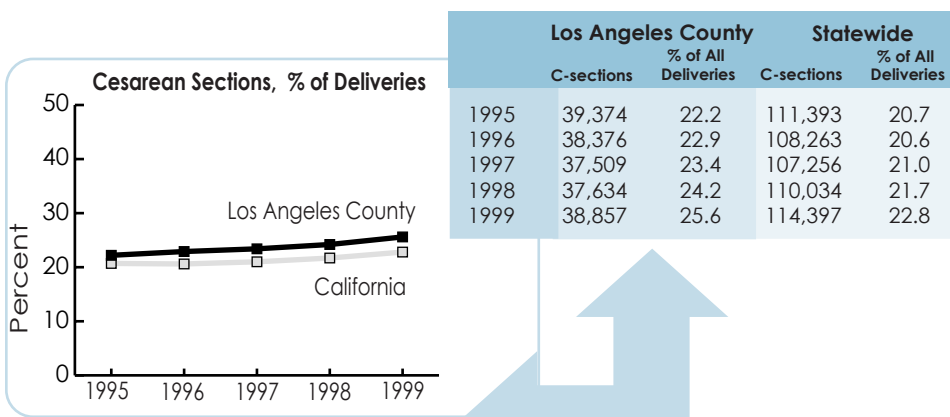 Cesarean Sections, % of Deliveries
Percent
50
40
30
20
10
0
Los Angeles County
California
1995 1996 1997 1998 1999
Los Angeles County Statewide
% of All % of All
C-sections Deliveries C-sections Deliveries
1995 39,374 22.2 111,393 20.7
1996 38,376 22.9 108,263 20.6
1997 37,509 23.4 107,256 21.0
1998 37,634 24.2 110,034 21.7
1999 38,857 25.6 114,397 22.8